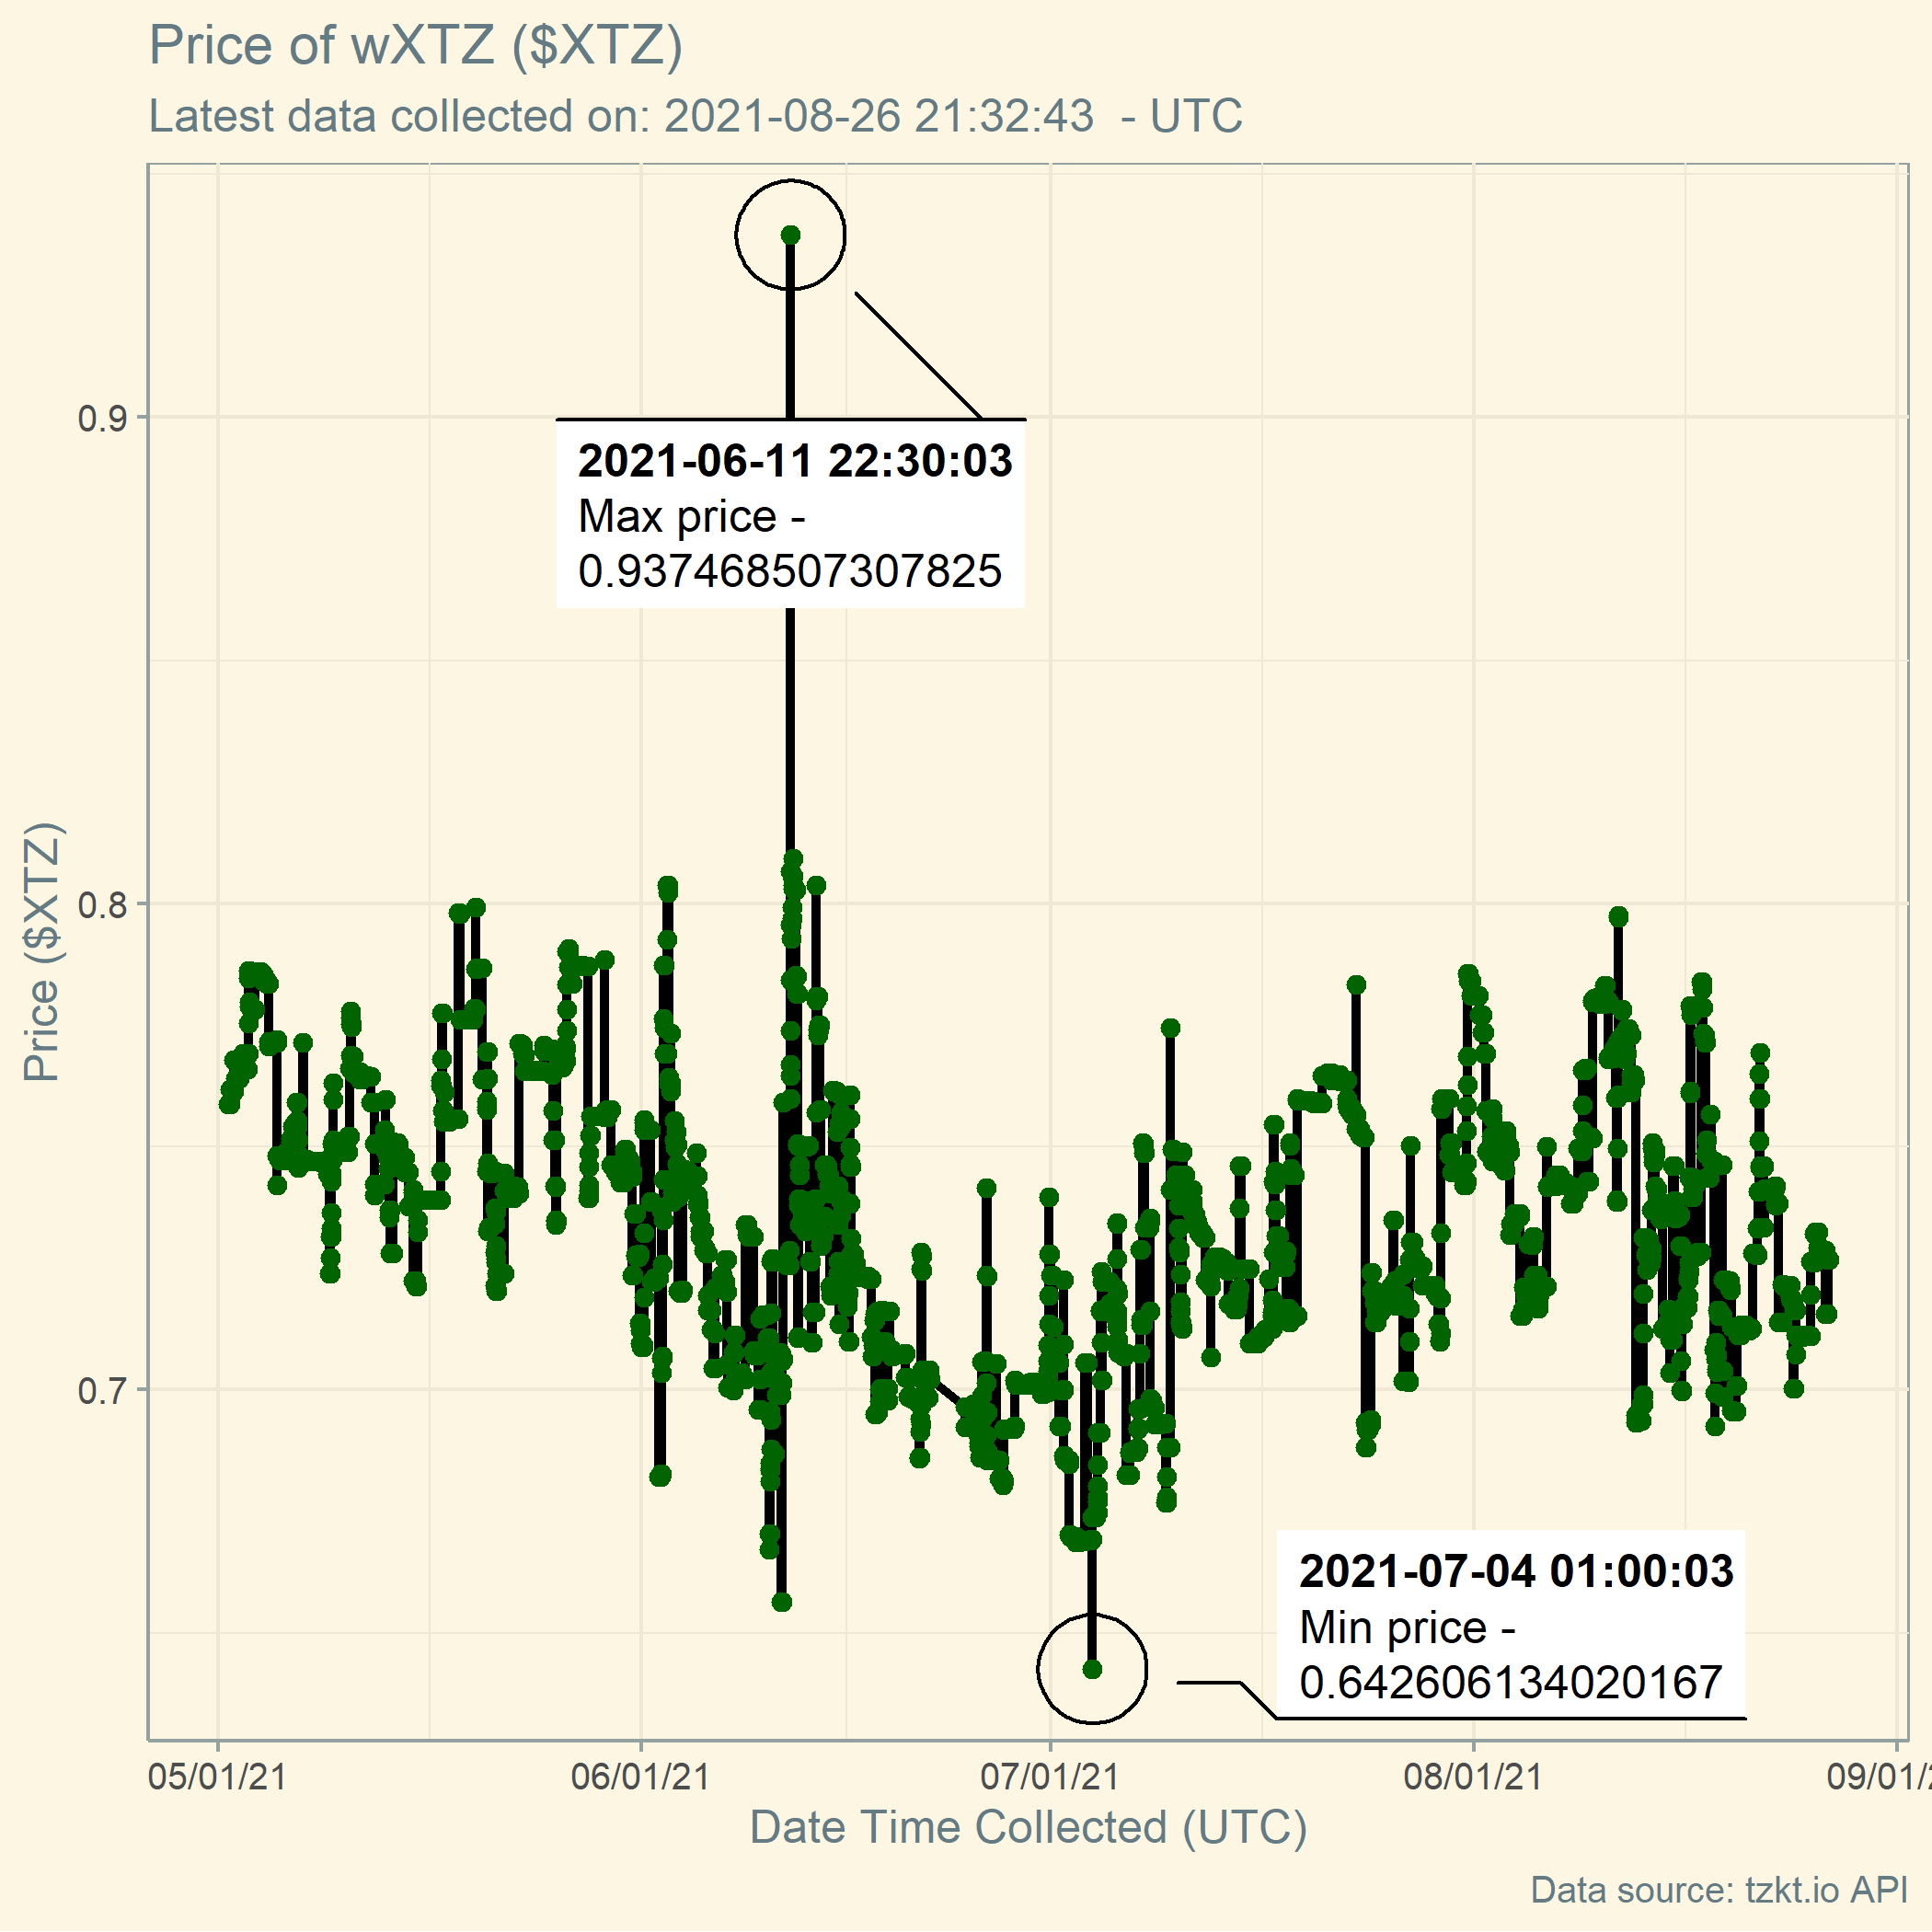 Price of wXTZ ($XTZ)
Latest data collected on: 2021-08-26 21:32:43  - UTC
Price ($XTZ)
0.9
0.8
0.7
2021-06-11 22:30:03
Max price -
0.937468507307825
2021-07-04 01:00:03
Min price -
0.642606134020167
05/01/21
06/01/21
07/01/21
08/01/21
09/01/2
Date Time Collected (UTC)
Data source: tzkt.io API